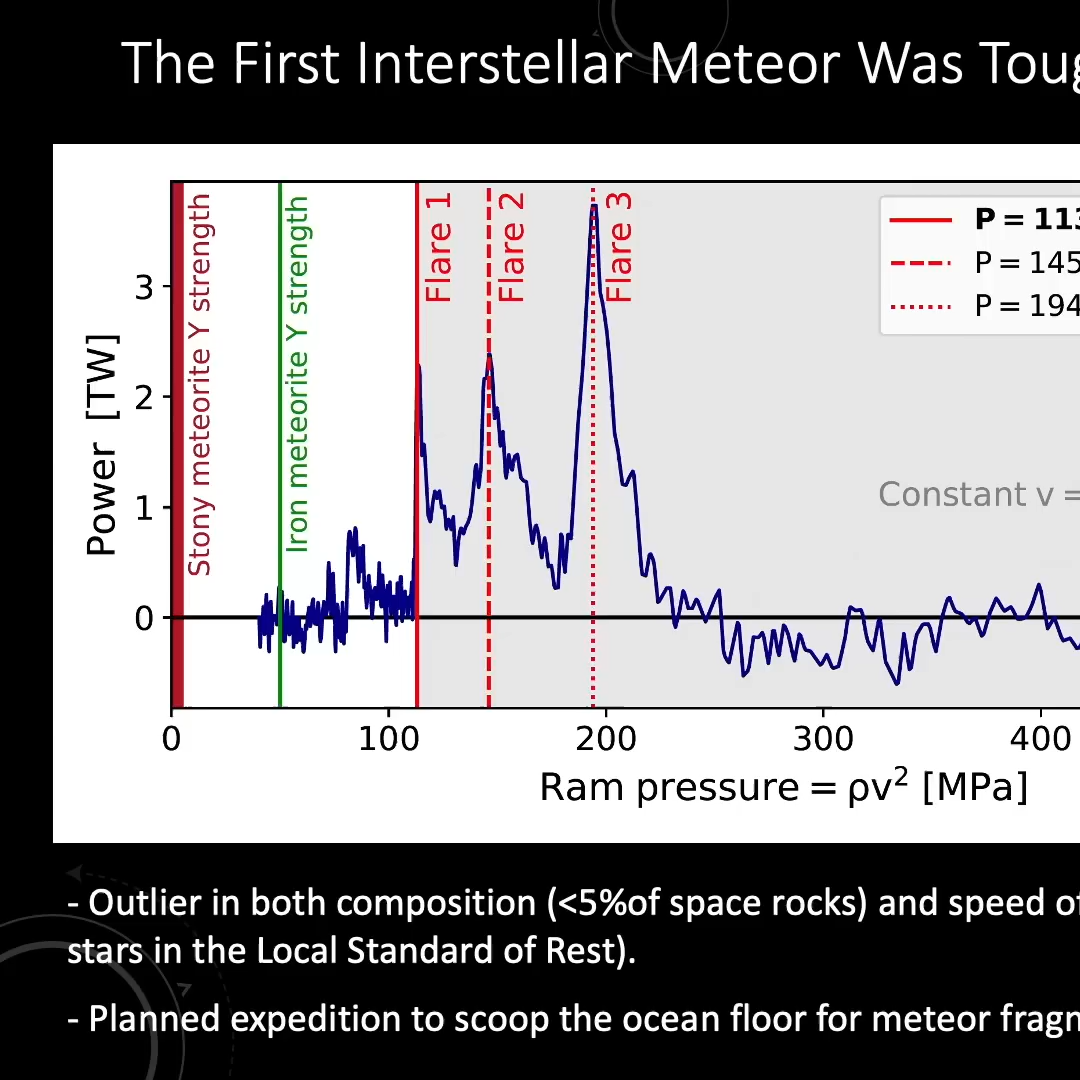 The First Interstellar Meteor Was
Stony meteorite Y strength
Iron meteorite Y strength
Flare 1
Flare 2
Flare 3
P = 113
P = 145
P = 194
Constant v =
Power [TW]
3
2
1
0
0 100 200 300 400
Ram pressure = ρv² [MPa]
- Outlier in both composition (<5%of space rocks) and speed
stars in the Local Standard of Rest).
- Planned expedition to scoop the ocean floor for meteor